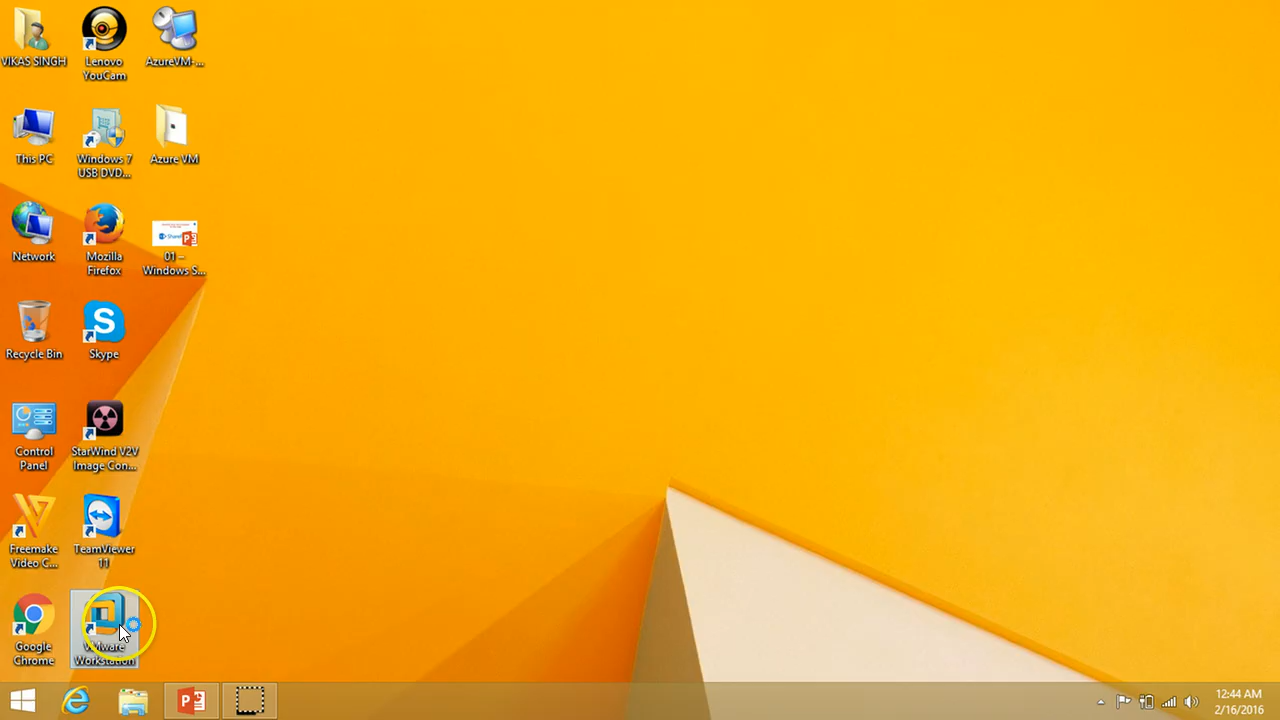 VIKAS SINGH
Lenovo
YouCam
AzureVM-...
This PC
Windows 7
USB DVD...
Azure VM
Network
Mozilla
Firefox
01 –
Windows S...
Recycle Bin
Skype
Control
Panel
StarWind V2V
Image Con...
Freemake
Video C...
TeamViewer
11
Google
Chrome
VMware
Workstation
12:44 AM
2/16/2016